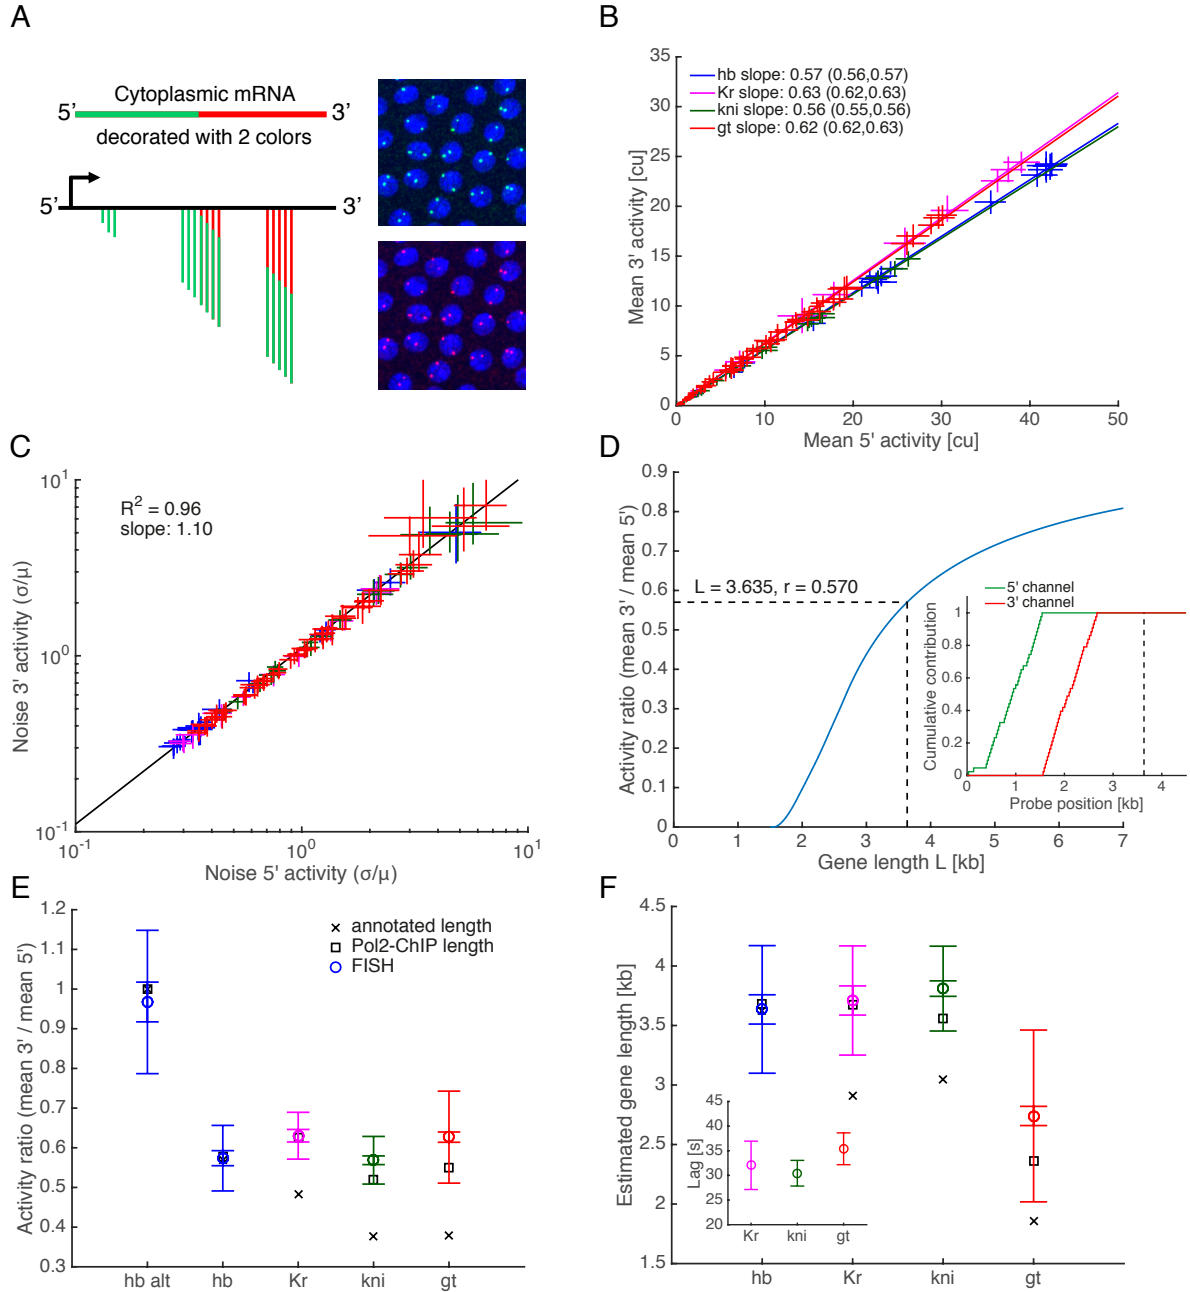 A
5’ Cytoplasmic mRNA 3’
decorated with 2 colors
5’ 3’
B
hb slope: 0.57 (0.56,0.57)
Kr slope: 0.63 (0.62,0.63)
kni slope: 0.56 (0.55,0.56)
gt slope: 0.62 (0.62,0.63)
Mean 3' activity [cu]
35
30
25
20
15
10
5
0
0 10 20 30 40 50
Mean 5' activity [cu]
C
R2 = 0.96
slope: 1.10
Noise 3' activity (σ/μ)
10^1
10^0
10^-1
10^-1 10^0 10^1
Noise 5' activity (σ/μ)
D
Activity ratio (mean 3' / mean 5')
0.9
0.8
0.7
0.6
0.5
0.4
0.3
0.2
0.1
0
L = 3.635, r = 0.570
0 1 2 3 4 5 6 7
Gene length L [kb]
5' channel
3' channel
Cumulative contribution
1
0.8
0.6
0.4
0.2
0
0 1 2 3 4
Probe position [kb]
E
Activity ratio (mean 3' / mean 5')
1.2
1.1
1
0.9
0.8
0.7
0.6
0.5
0.4
0.3
annotated length
Pol2-ChIP length
FISH
hb alt hb Kr kni gt
F
Estimated gene length [kb]
4.5
4
3.5
3
2.5
2
1.5
hb Kr kni gt
Lag [s]
45
40
35
30
25
20
Kr kni gt